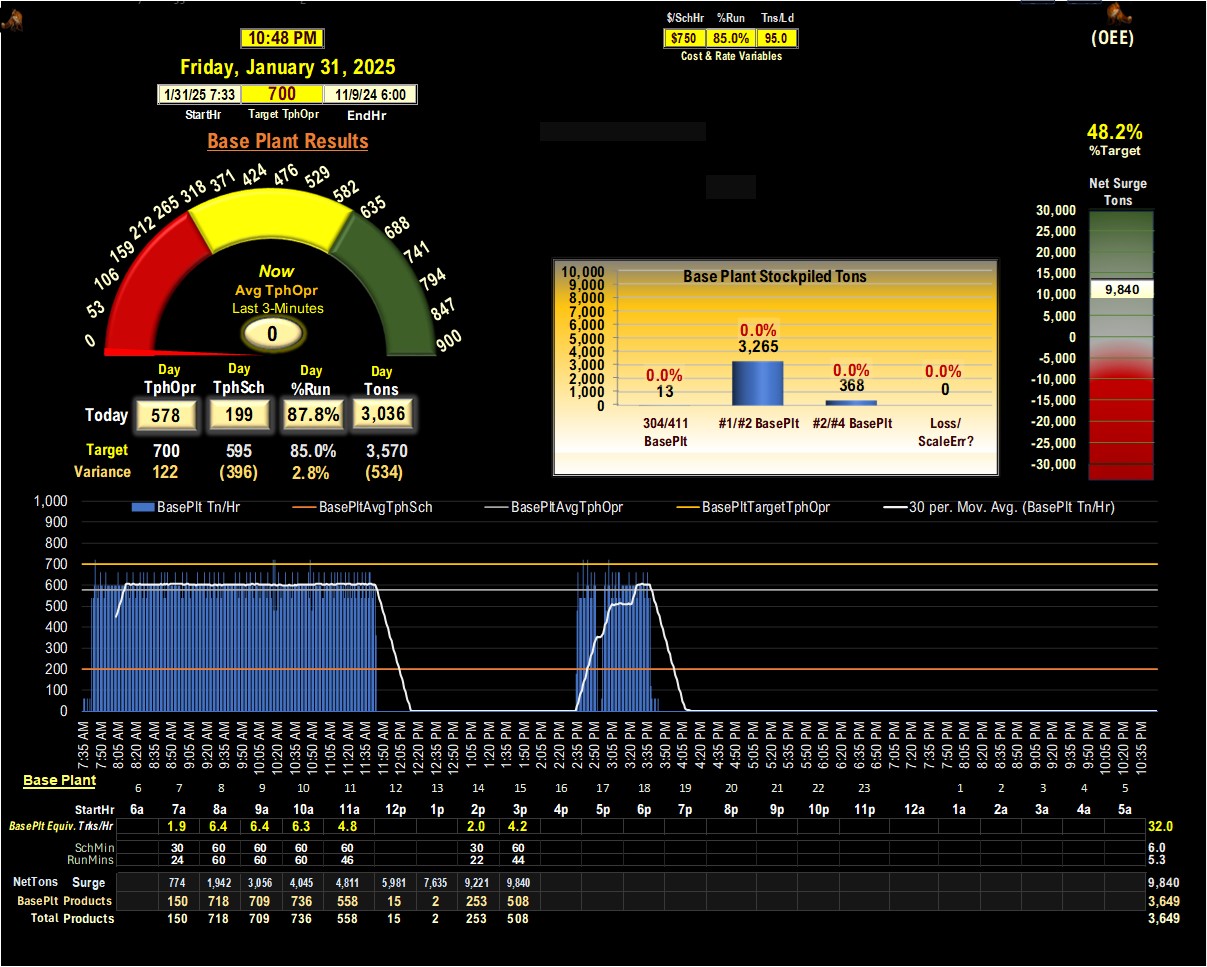 $/SchHr %Run Tns/Ld
$750 85.0% 95.0
Cost & Rate Variables
(OEE)
10:48 PM
Friday, January 31, 2025
1/31/25 7:33 700 11/9/24 6:00
StartHr Target TphOpr EndHr
Base Plant Results
48.2%
%Target
Net Surge
Tons
30,000
25,000
20,000
15,000
10,000
5,000
0
-5,000
-10,000
-15,000
-20,000
-25,000
-30,000
9,840
0 53 106 159 212 265 318 371 424 476 529 582 635 688 741 794 847 900
Now
Avg TphOpr
Last 3-Minutes
0
Day Day Day Day
TphOpr TphSch %Run Tons
Today 578 199 87.8% 3,036
Target 700 595 85.0% 3,570
Variance 122 (396) 2.8% (534)
Base Plant Stockpiled Tons
10,000
9,000
8,000
7,000
6,000
5,000
4,000
3,000
2,000
1,000
0
0.0% 0.0% 0.0% 0.0%
13 3,265 368 0
304/411 BasePlt
#1/#2 BasePlt
#2/#4 BasePlt
Loss/ ScaleErr?
BasePlt Tn/Hr BasePltAvgTphSch BasePltAvgTphOpr BasePltTargetTphOpr 30 per. Mov. Avg. (BasePlt Tn/Hr)
1,000
900
800
700
600
500
400
300
200
100
0
7:35 AM 7:50 AM 8:05 AM 8:20 AM 8:35 AM 8:50 AM 9:05 AM 9:20 AM 9:35 AM 9:50 AM 10:05 AM 10:20 AM 10:35 AM 10:50 AM 11:05 AM 11:20 AM 11:35 AM 11:50 AM 12:05 PM 12:20 PM 12:35 PM 12:50 PM 1:05 PM 1:20 PM 1:35 PM 1:50 PM 2:05 PM 2:20 PM 2:35 PM 2:50 PM 3:05 PM 3:20 PM 3:35 PM 3:50 PM 4:05 PM 4:20 PM 4:35 PM 4:50 PM 5:05 PM 5:20 PM 5:35 PM 5:50 PM 6:05 PM 6:20 PM 6:35 PM 6:50 PM 7:05 PM 7:20 PM 7:35 PM 7:50 PM 8:05 PM 8:20 PM 8:35 PM 8:50 PM 9:05 PM 9:20 PM 9:35 PM 9:50 PM 10:05 PM 10:20 PM 10:35 PM
Base Plant
6 7 8 9 10 11 12 13 14 15 16 17 18 19 20 21 22 23 1 2 3 4 5
StartHr 6a 7a 8a 9a 10a 11a 12p 1p 2p 3p 4p 5p 6p 7p 8p 9p 10p 11p 12a 1a 2a 3a 4a 5a
BasePlt Equiv. Trks/Hr 1.9 6.4 6.4 6.3 4.8 2.0 4.2 32.0
SchMin 30 60 60 60 60 30 60 6.0
RunMins 24 60 60 60 46 22 44 5.3
NetTons Surge 774 1,942 3,056 4,045 4,811 5,981 7,635 9,221 9,840 9,840
BasePlt Products 150 718 709 736 558 15 2 253 508 3,649
Total Products 150 718 709 736 558 15 2 253 508 3,649